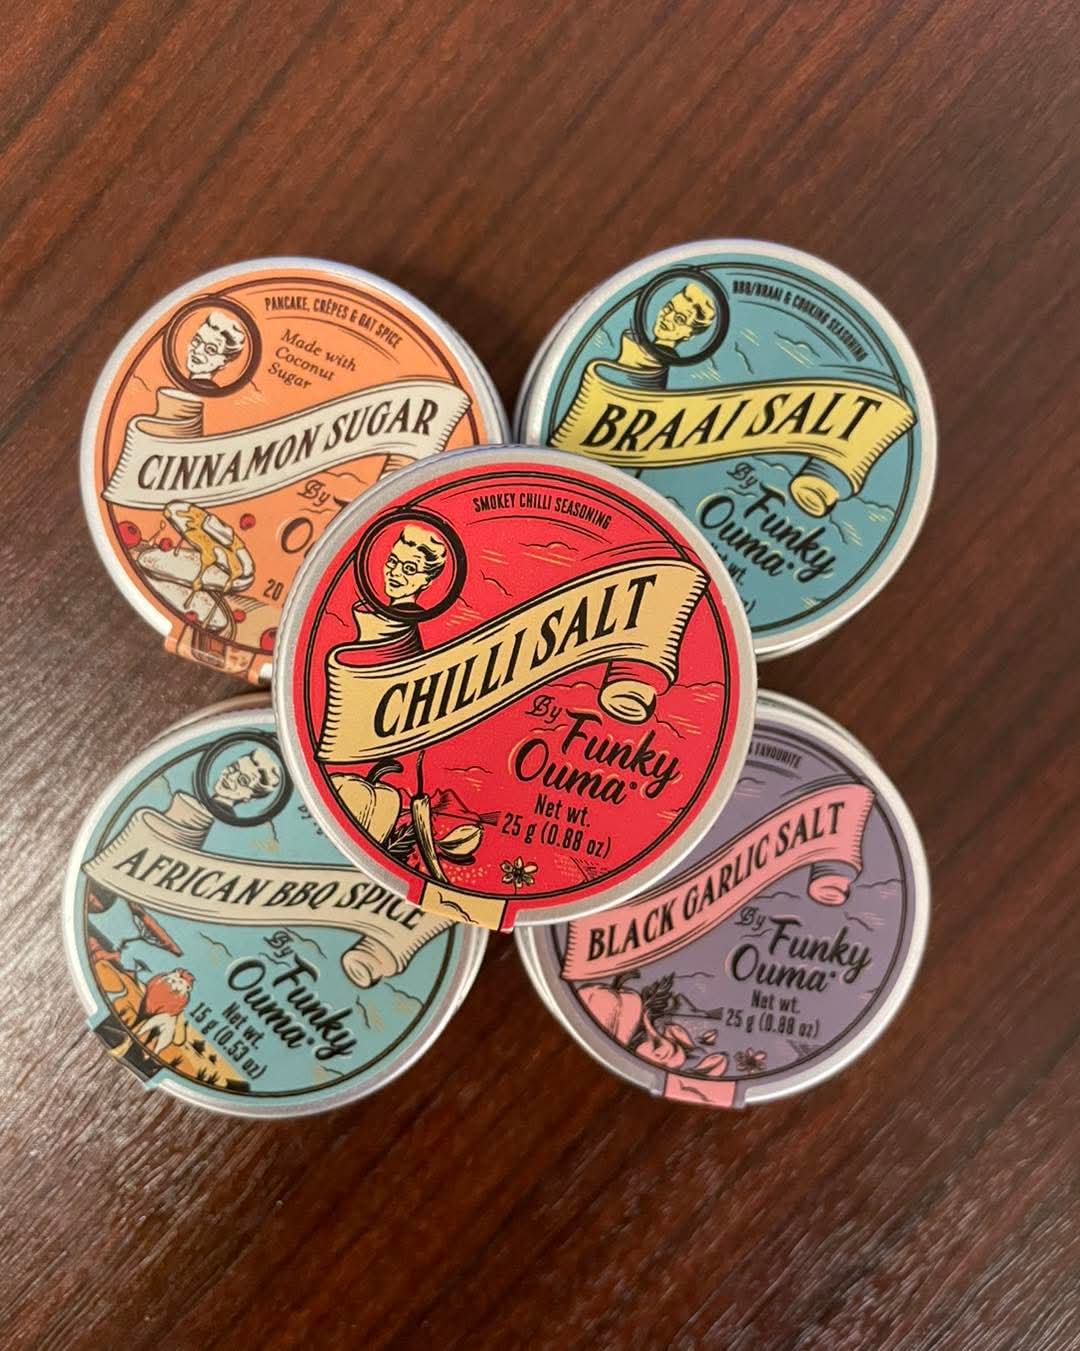 PANCAKE, CRÊPES & OAT SPICE
Made with
Coconut
Sugar
CINNAMON SUGAR
By
20
BBQ/BRAAI & COOKING SEASONING
BRAAI SALT
By Funky
Ouma®
wt.
SMOKEY CHILLI SEASONING
CHILLI SALT
By Funky
Ouma®
Net wt.
25 g (0.88 oz)
AFRICAN BBQ SPICE
By Funky
Ouma®
Net wt.
15 g (0.53 oz)
FAVOURITE
BLACK GARLIC SALT
By Funky
Ouma®
Net wt.
25 g (0.88 oz)